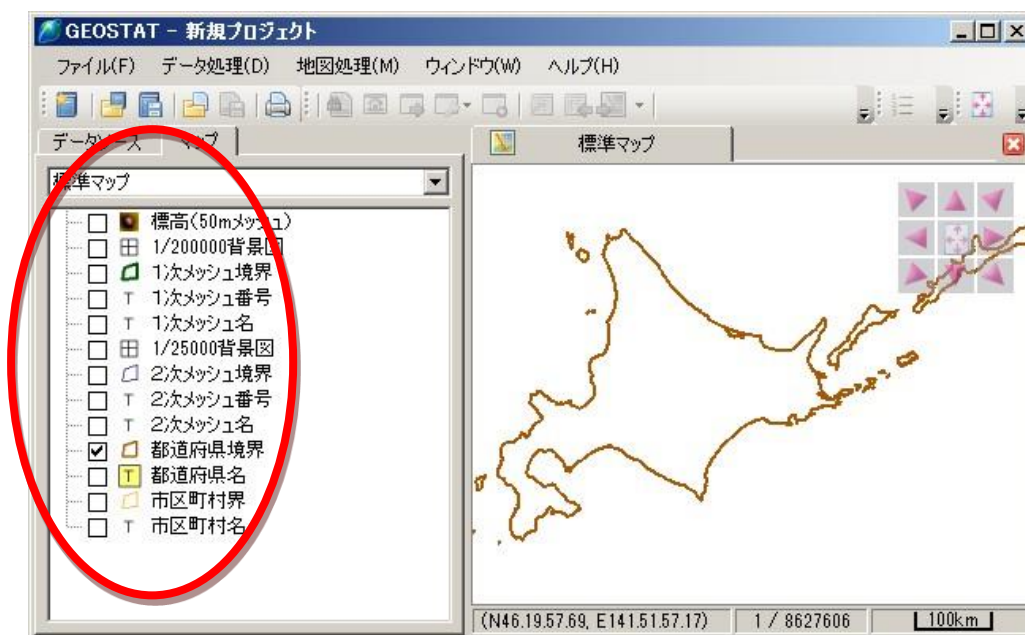 GEOSTAT - 新規プロジェクト
ファイル(F) データ処理(D) 地図処理(M) ウィンドウ(W) ヘルプ(H)
データソース マップ 標準マップ
標準マップ
標高(50mメッシュ)
1/200000背景図
1次メッシュ境界
1次メッシュ番号
1次メッシュ名
1/25000背景図
2次メッシュ境界
2次メッシュ番号
2次メッシュ名
都道府県境界
都道府県名
市区町村界
市区町村名
(N46.19.57.69, E141.51.57.17) 1 / 8627606 100km